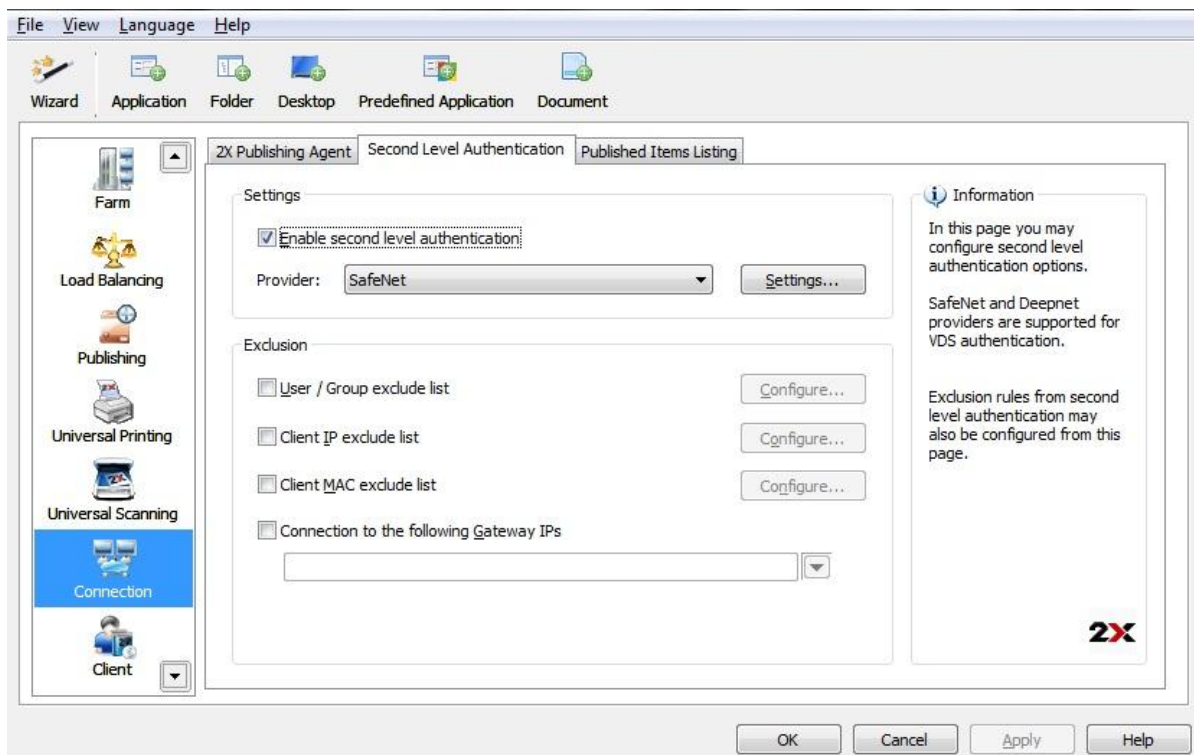 File View Language Help
Wizard Application Folder Desktop Predefined Application Document
Farm
Load Balancing
Publishing
Universal Printing
Universal Scanning
Connection
Client
2X Publishing Agent Second Level Authentication Published Items Listing
Settings
Enable second level authentication
Provider: SafeNet Settings...
Exclusion
User / Group exclude list Configure...
Client IP exclude list Configure...
Client MAC exclude list Configure...
Connection to the following Gateway IPs
Information
In this page you may
configure second level
authentication options.
SafeNet and Deepnet
providers are supported for
VDS authentication.
Exclusion rules from second
level authentication may
also be configured from this
page.
2X
OK Cancel Apply Help